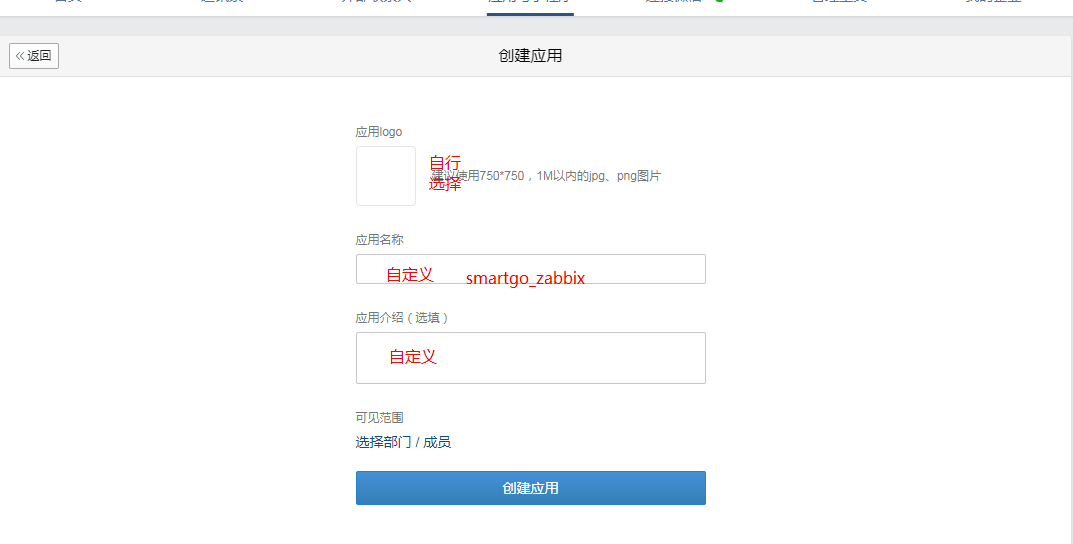 返回
创建应用
应用logo
自行
选择
建议使用750*750，1M以内的jpg、png图片
应用名称
自定义 smartgo_zabbix
应用介绍（选填）
自定义
可见范围
选择部门 / 成员
创建应用